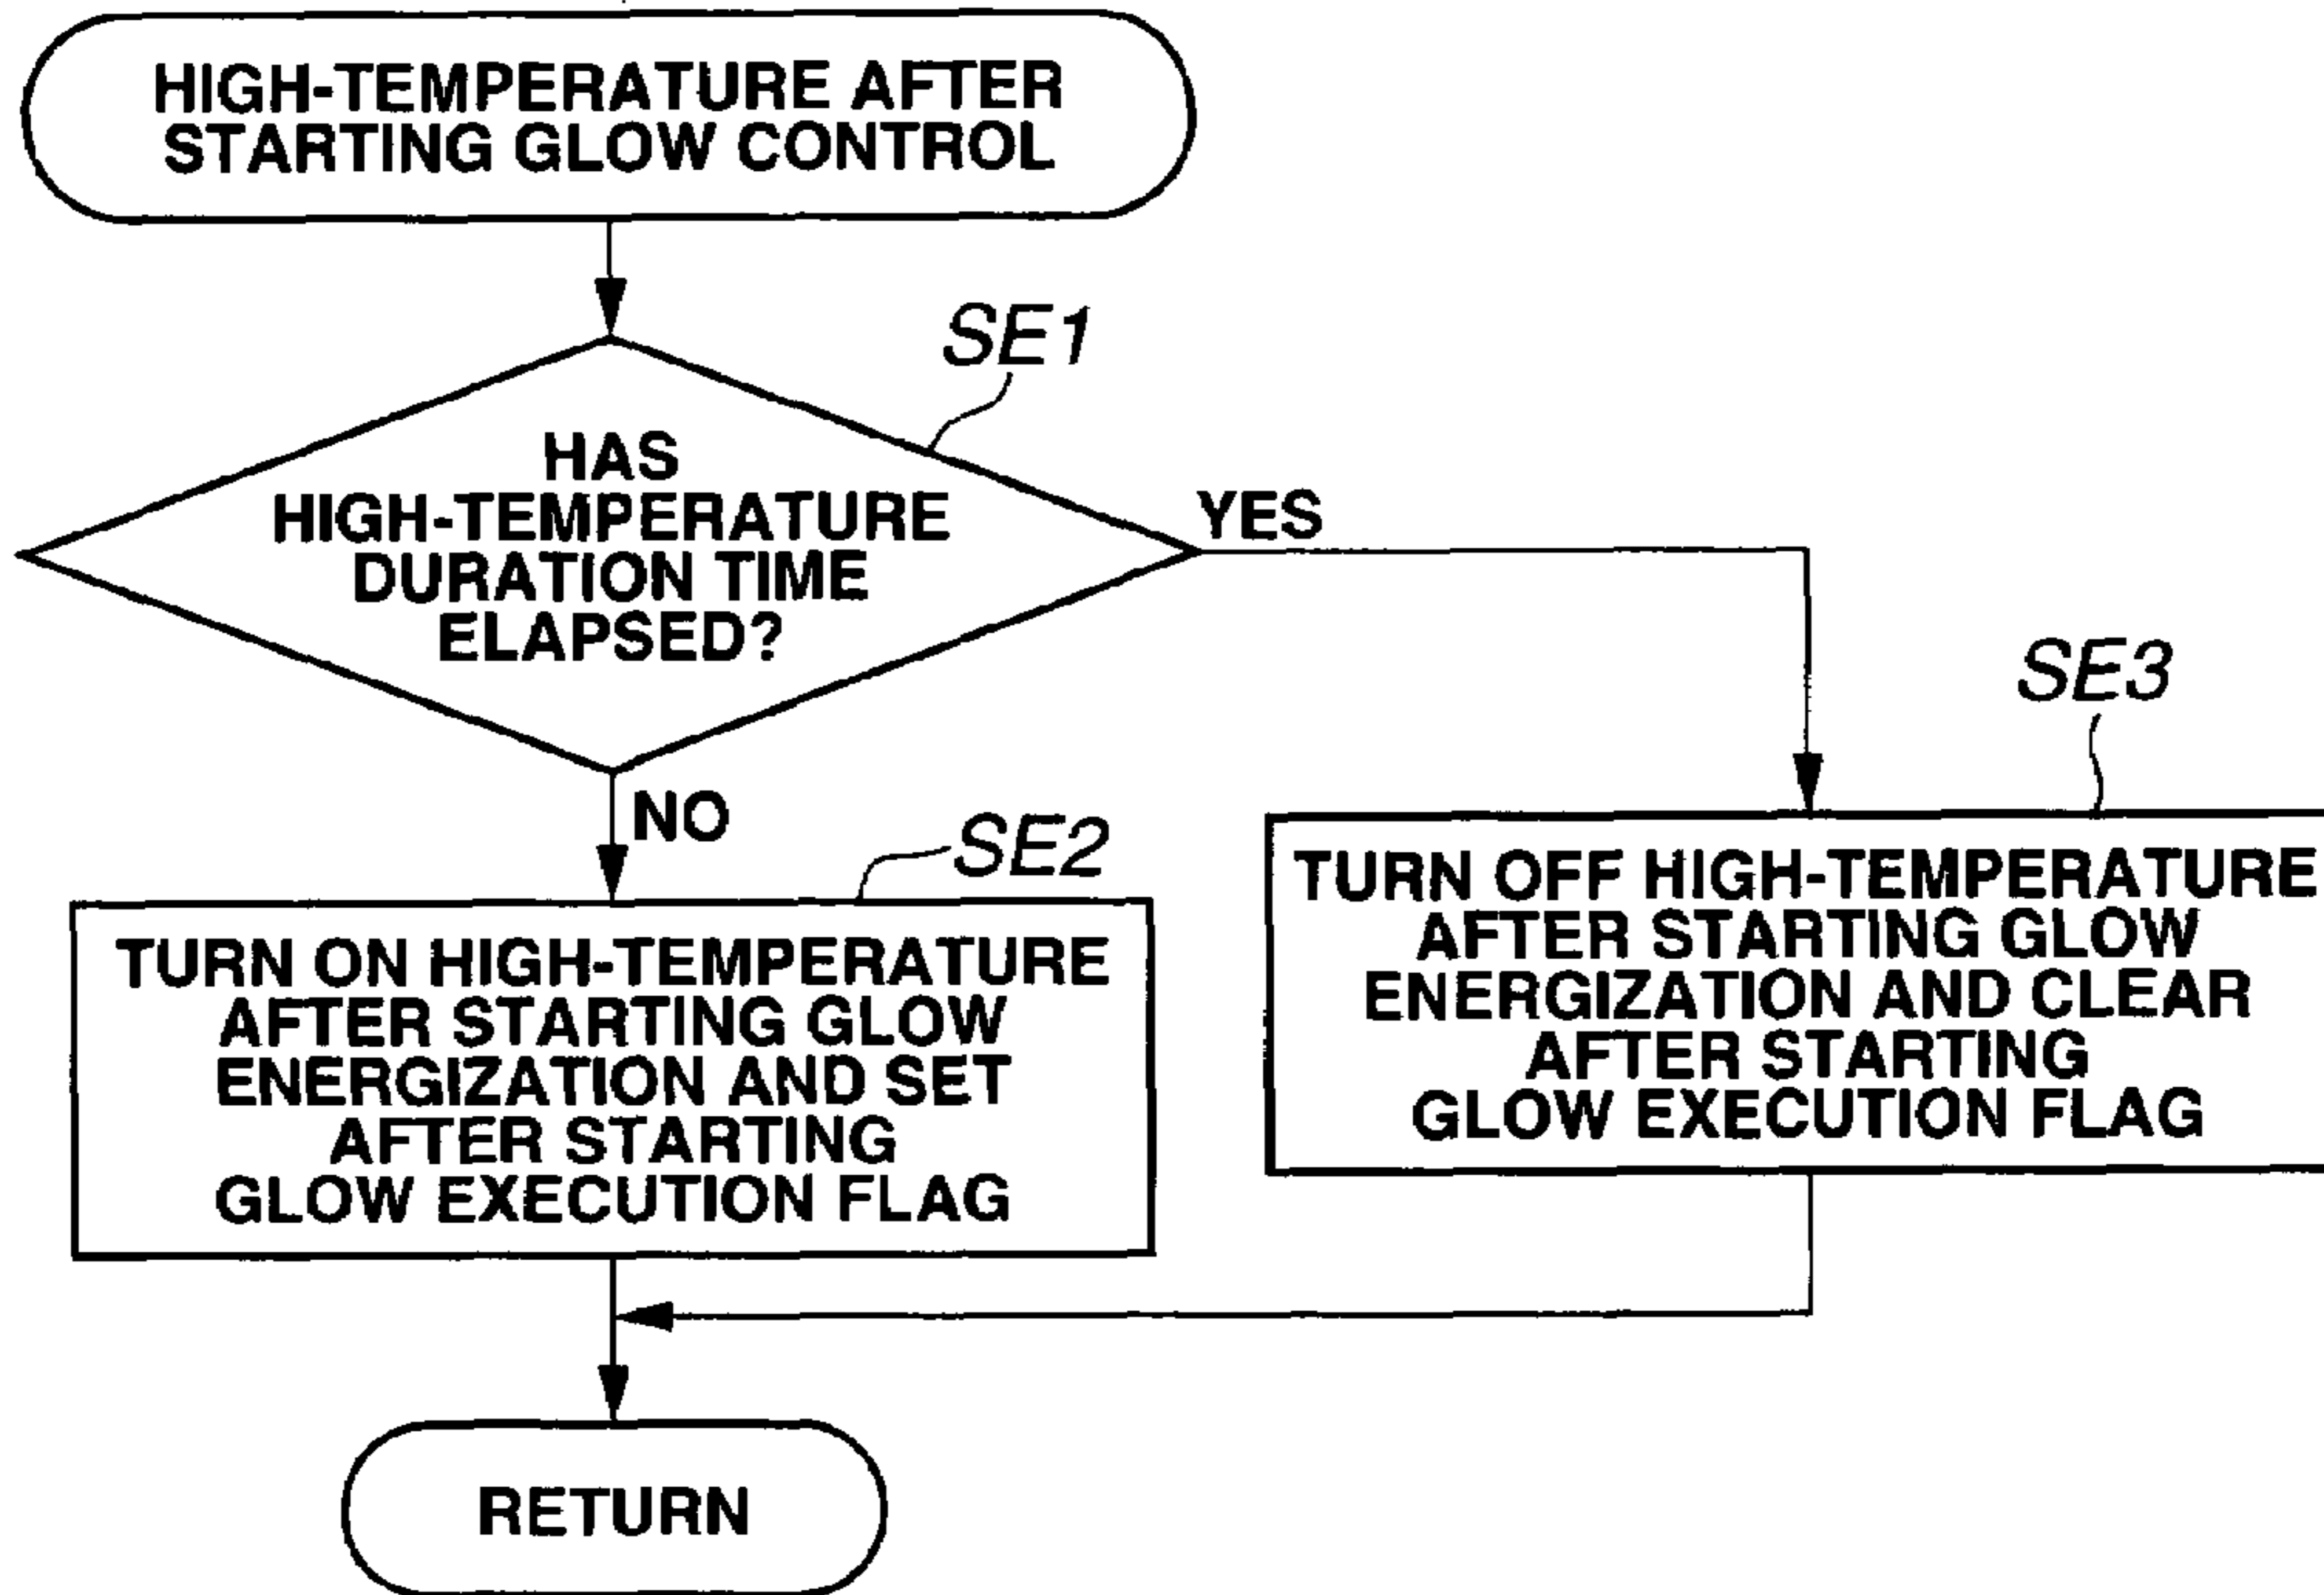 HIGH-TEMPERATURE AFTER
STARTING GLOW CONTROL
SE1
HAS
HIGH-TEMPERATURE
DURATION TIME
ELAPSED?
YES
NO
SE2
TURN ON HIGH-TEMPERATURE
AFTER STARTING GLOW
ENERGIZATION AND SET
AFTER STARTING
GLOW EXECUTION FLAG
SE3
TURN OFF HIGH-TEMPERATURE
AFTER STARTING GLOW
ENERGIZATION AND CLEAR
AFTER STARTING
GLOW EXECUTION FLAG
RETURN